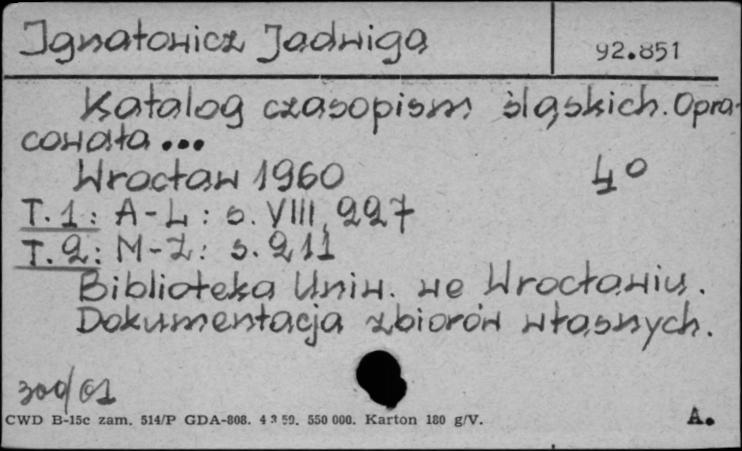 Ignatowicz Jadwiga 92.851
Katalog czasopism śląskich. Opra-
cowała ...
Wrocław 1960 4°
T. 1: A-L: s. VIII, 227
T. 2: M-Z: s. 211
Biblioteka Uniw. we Wrocławiu.
Dokumentacja zbiorów własnych.
300/61
CWD B-15c zam. 514/P GDA-808. 4 3 59. 550 000. Karton 180 g/V. A.